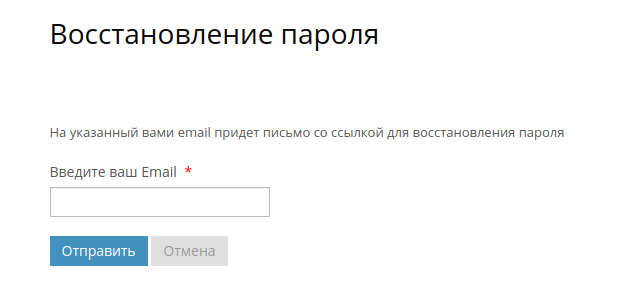 Восстановление пароля
На указанный вами email придет письмо со ссылкой для восстановления пароля
Введите ваш Email *
Отправить Отмена